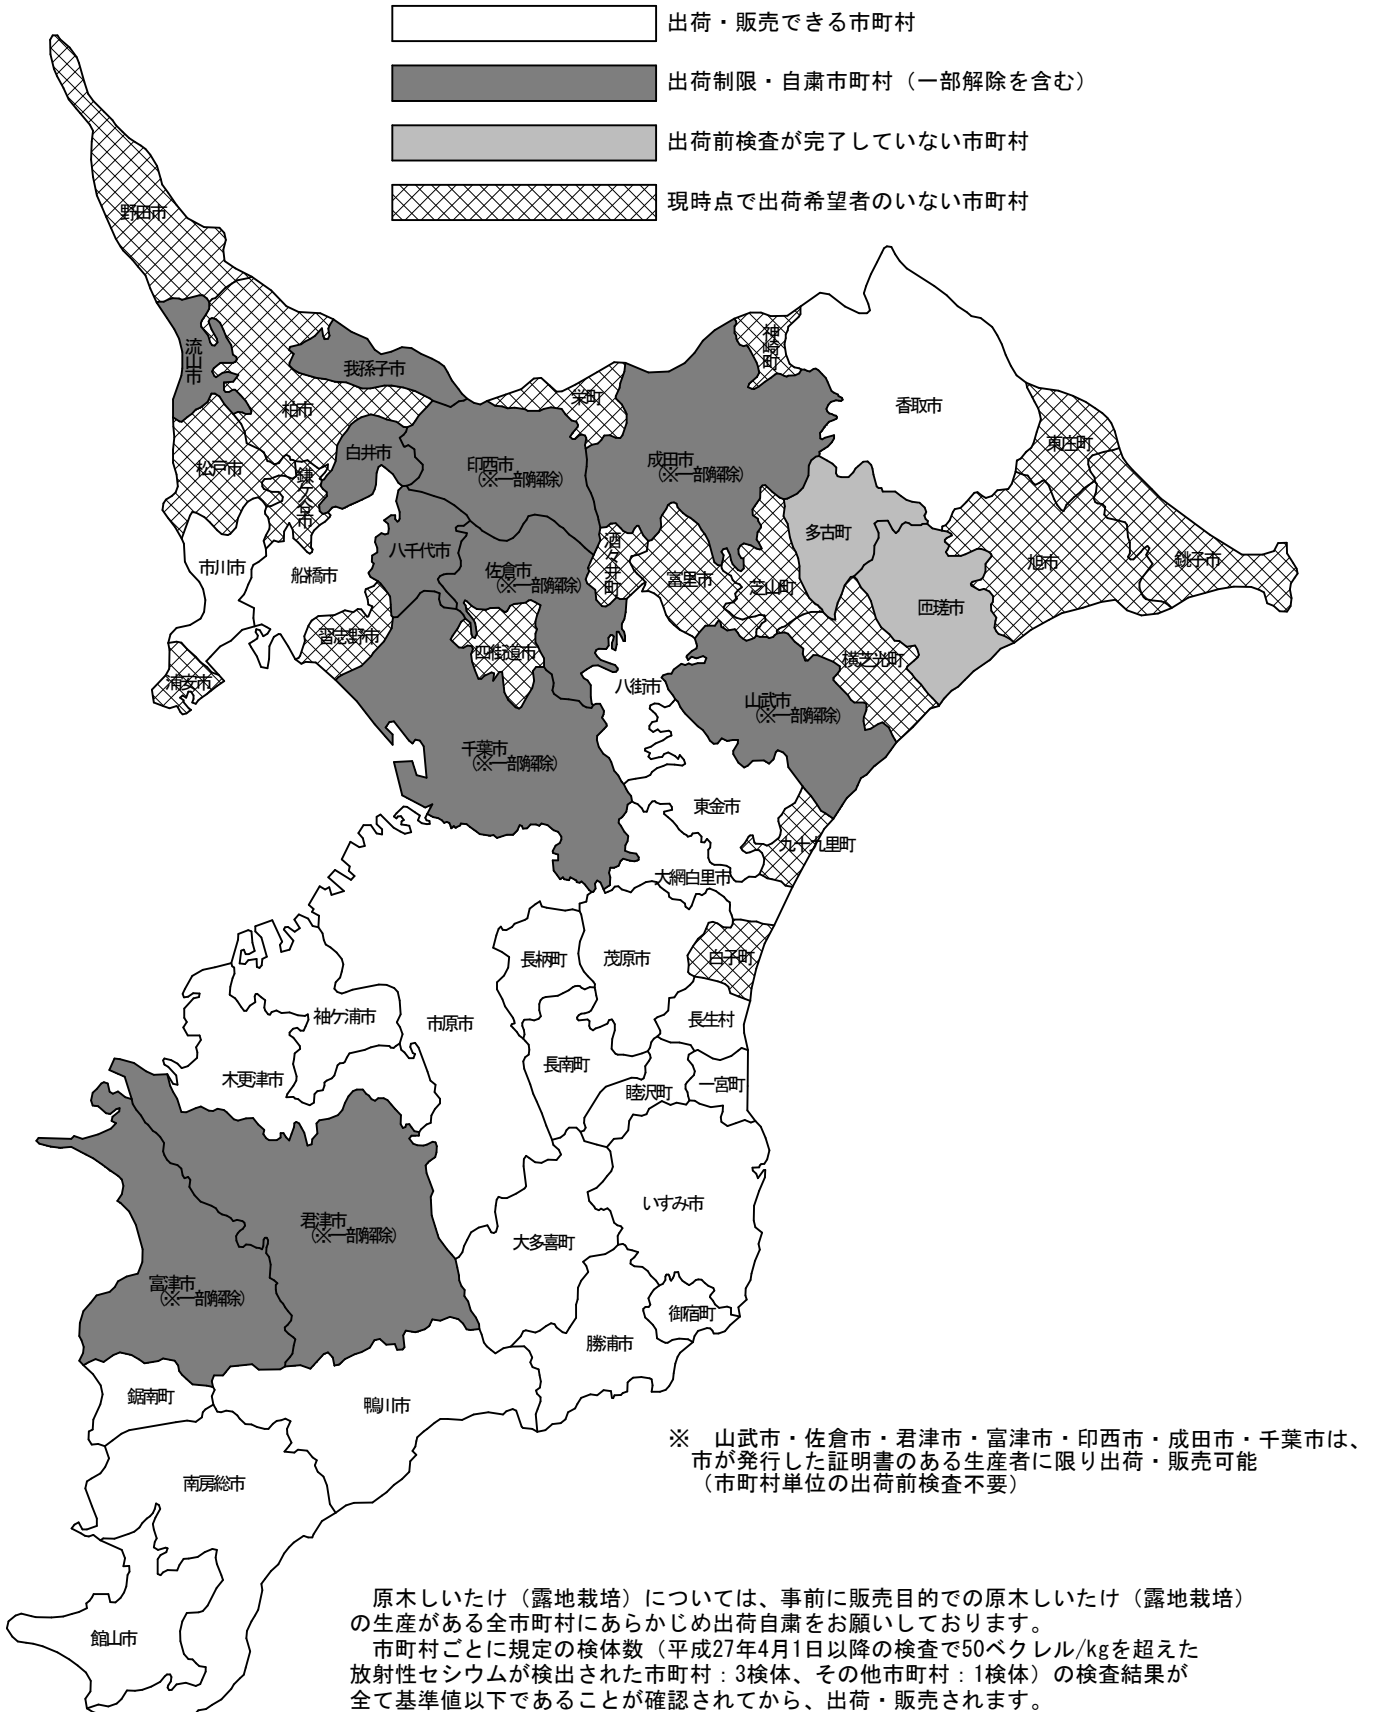 出荷・販売できる市町村
出荷制限・自粛市町村（一部解除を含む）
出荷前検査が完了していない市町村
現時点で出荷希望者のいない市町村
野田市
流山市
我孫子市
柏市
松戸市
鎌ケ谷市
白井市
印西市
（※一部解除）
栄町
成田市
（※一部解除）
神崎町
香取市
東庄町
銚子市
旭市
匝瑳市
多古町
芝山町
富里市
酒々井町
佐倉市
（※一部解除）
八千代市
船橋市
市川市
浦安市
習志野市
四街道市
八街市
山武市
（※一部解除）
横芝光町
千葉市
（※一部解除）
東金市
九十九里町
大網白里市
白子町
茂原市
長柄町
長生村
長南町
睦沢町
一宮町
市原市
袖ケ浦市
木更津市
君津市
（※一部解除）
富津市
（※一部解除）
いすみ市
大多喜町
御宿町
勝浦市
鴨川市
鋸南町
南房総市
館山市
※　山武市・佐倉市・君津市・富津市・印西市・成田市・千葉市は、
市が発行した証明書のある生産者に限り出荷・販売可能
（市町村単位の出荷前検査不要）
原木しいたけ（露地栽培）については、事前に販売目的での原木しいたけ（露地栽培）
の生産がある全市町村にあらかじめ出荷自粛をお願いしております。
市町村ごとに規定の検体数（平成27年4月1日以降の検査で50ベクレル/kgを超えた
放射性セシウムが検出された市町村：3検体、その他市町村：1検体）の検査結果が
全て基準値以下であることが確認されてから、出荷・販売されます。